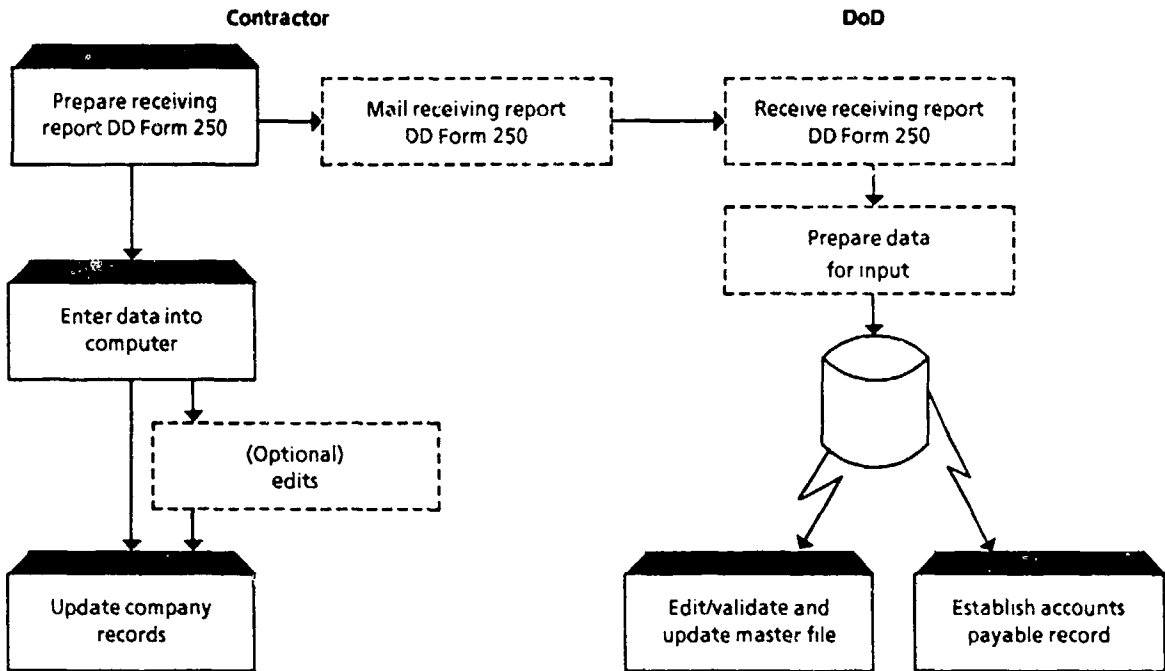 Contractor
DoD
Prepare receiving
report DD Form 250
Mail receiving report
DD Form 250
Receive receiving report
DD Form 250
Prepare data
for input
Enter data into
computer
(Optional)
edits
Update company
records
Edit/validate and
update master file
Establish accounts
payable record